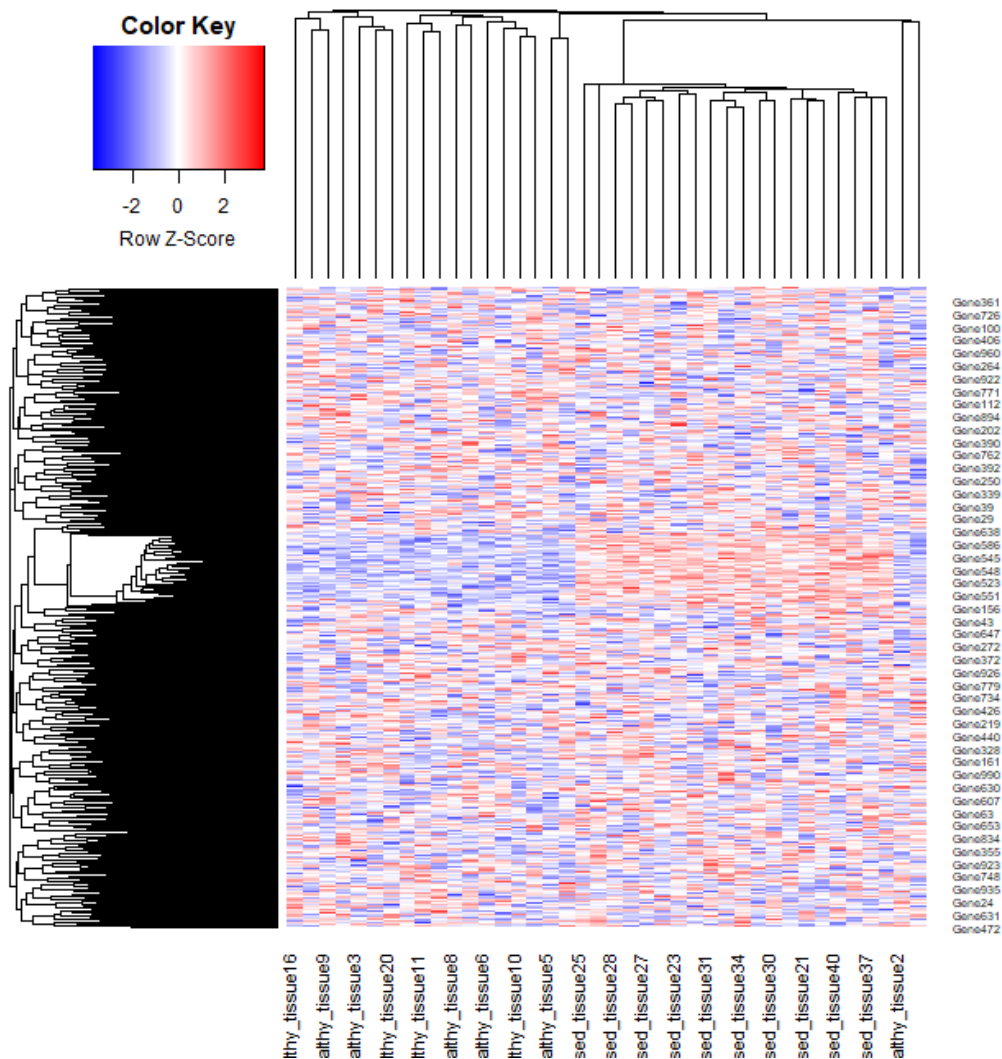 Color Key
-2 0 2
Row Z-Score
Gene361
Gene726
Gene100
Gene406
Gene960
Gene264
Gene922
Gene771
Gene112
Gene894
Gene202
Gene390
Gene762
Gene392
Gene250
Gene339
Gene39
Gene29
Gene638
Gene586
Gene545
Gene548
Gene523
Gene551
Gene156
Gene43
Gene647
Gene272
Gene372
Gene926
Gene779
Gene734
Gene426
Gene219
Gene440
Gene328
Gene161
Gene990
Gene630
Gene607
Gene63
Gene653
Gene834
Gene355
Gene923
Gene748
Gene935
Gene24
Gene631
Gene472
lthy_tissue16
althy_tissue9
althy_tissue3
lthy_tissue20
lthy_tissue11
althy_tissue8
althy_tissue6
lthy_tissue10
althy_tissue5
sed_tissue25
sed_tissue28
sed_tissue27
sed_tissue23
sed_tissue31
sed_tissue34
sed_tissue30
sed_tissue21
sed_tissue40
sed_tissue37
althy_tissue2